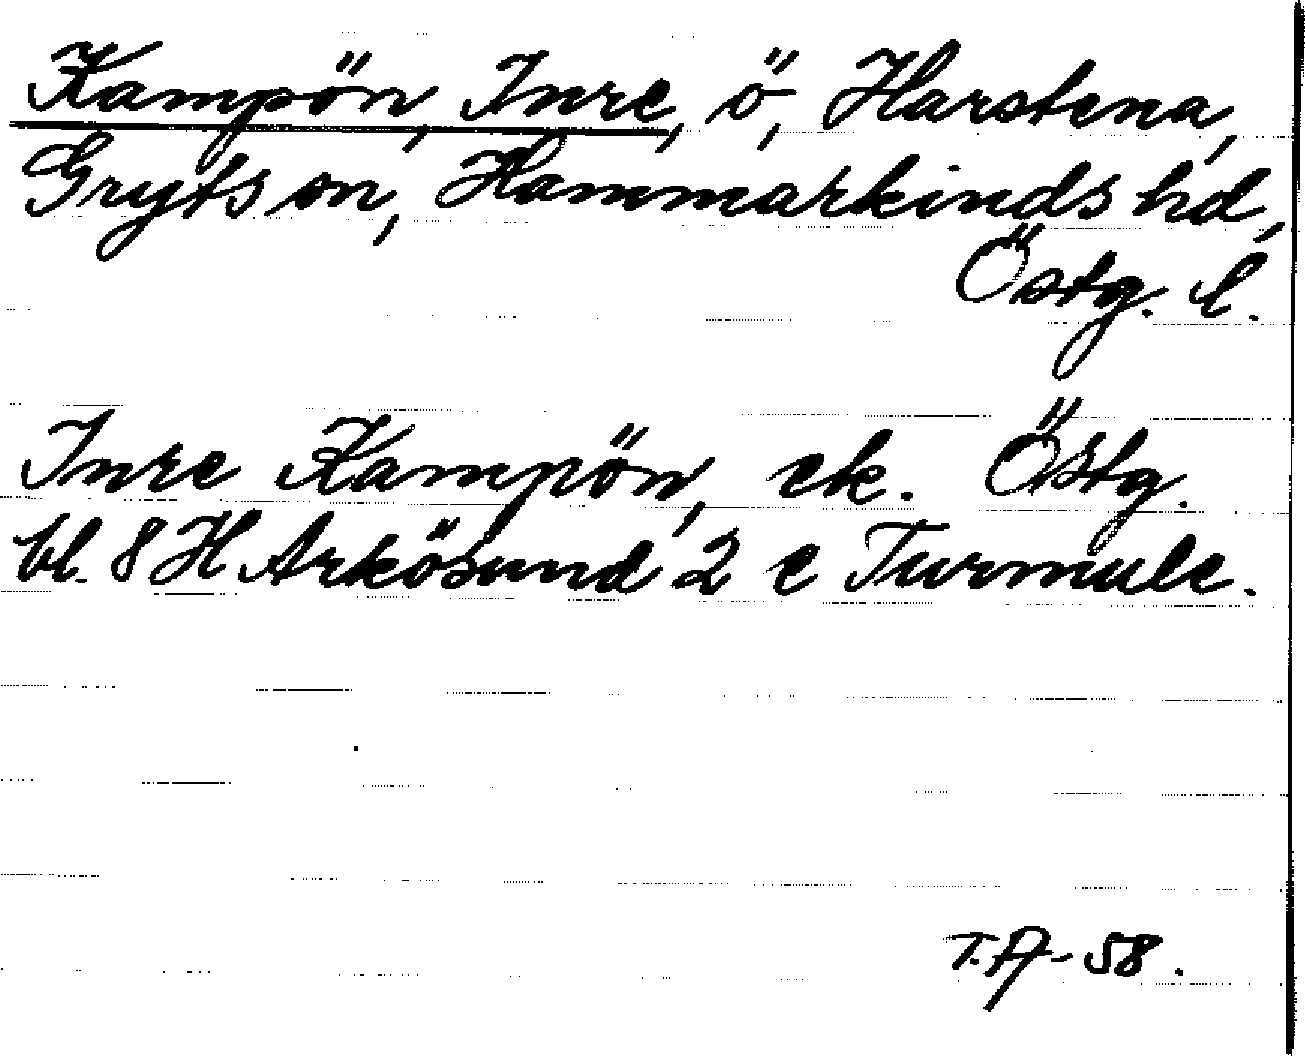 Kampön, Inre, ö, Harstena,
Gryts sn, Hammarkinds hd,
Östg. l.
Inre Kampön, ek. Östg.
bl. 8 H Arkösund 2 e Turmule.
T.A-58.